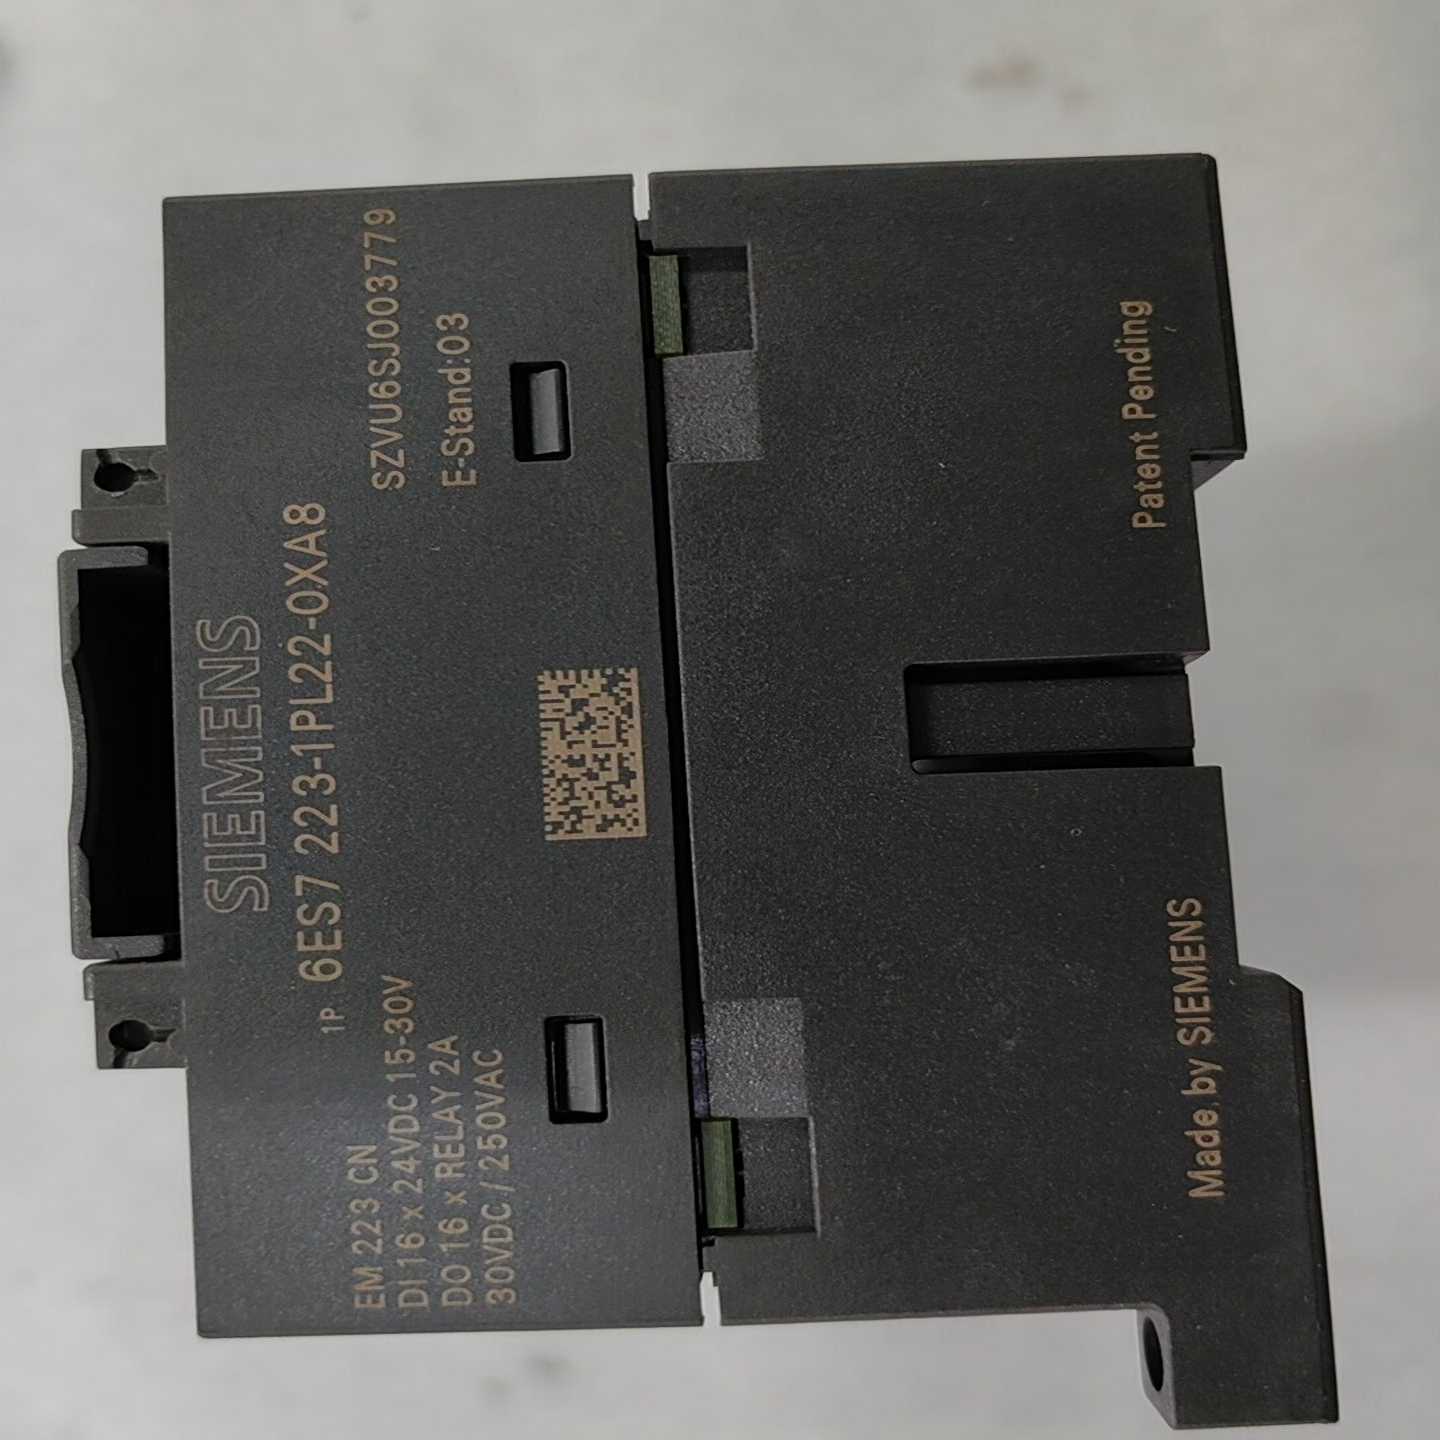 SIEMENS
1P 6ES7 223-1PL22-0XA8
EM 223 CN
DI 16 x 24VDC 15-30V
DO 16 x RELAY 2A
30VDC / 250VAC
SZVU6SJ003779
E-Stand:03
Made by SIEMENS
Patent Pending